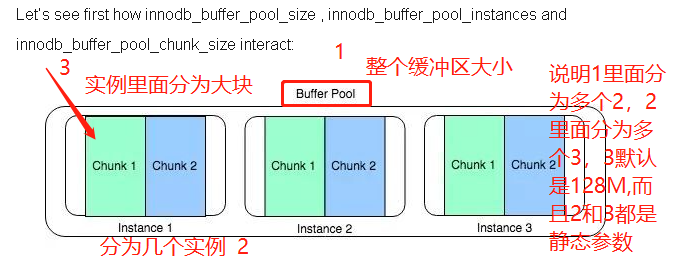 Let's see first how innodb_buffer_pool_size , innodb_buffer_pool_instances and
innodb_buffer_pool_chunk_size interact:
1
整个缓冲区大小
3
实例里面分为大块
Buffer Pool
说明1里面分
为多个2，2
里面分为多
个3，3默认
是128M,而
且2和3都是
静态参数
Chunk 1
Chunk 2
Chunk 1
Chunk 2
Chunk 1
Chunk 2
Instance 1
Instance 2
Instance 3
分为几个实例 2